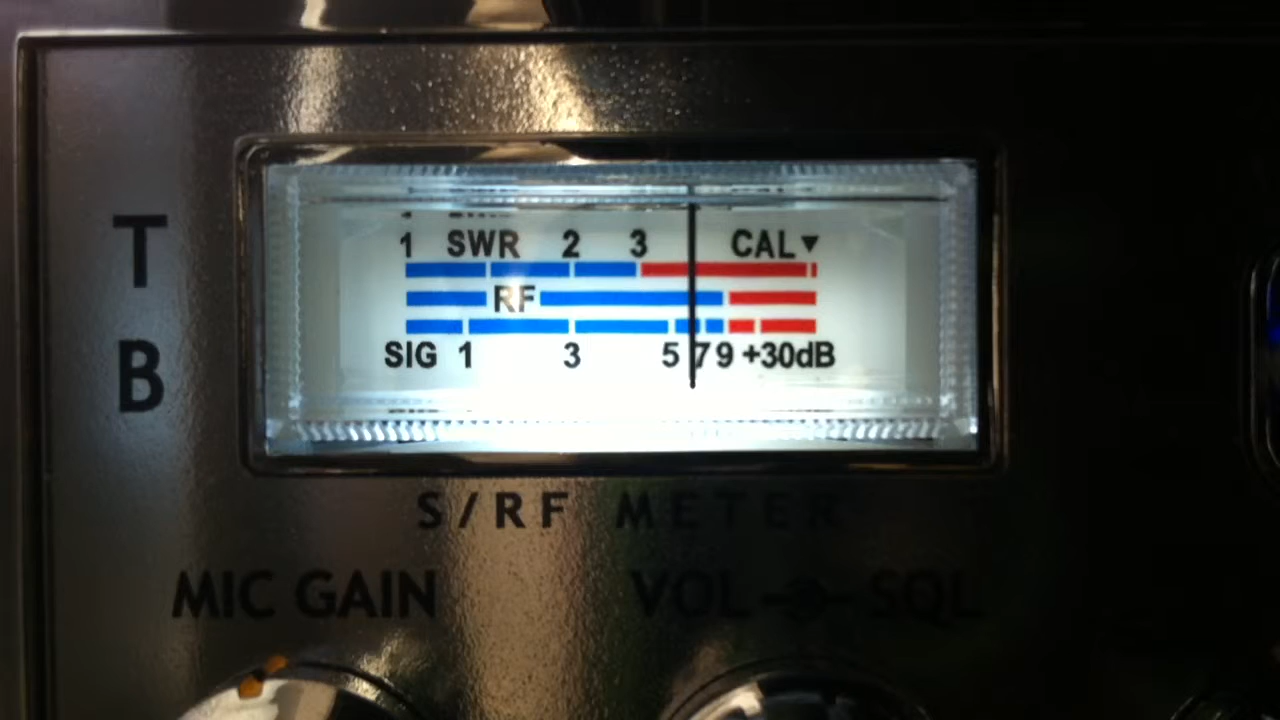 T
B
1 SWR 2 3 CAL▼
RF
SIG 1 3 5 7 9 +30dB
S/RF METER
MIC GAIN VOL SQL